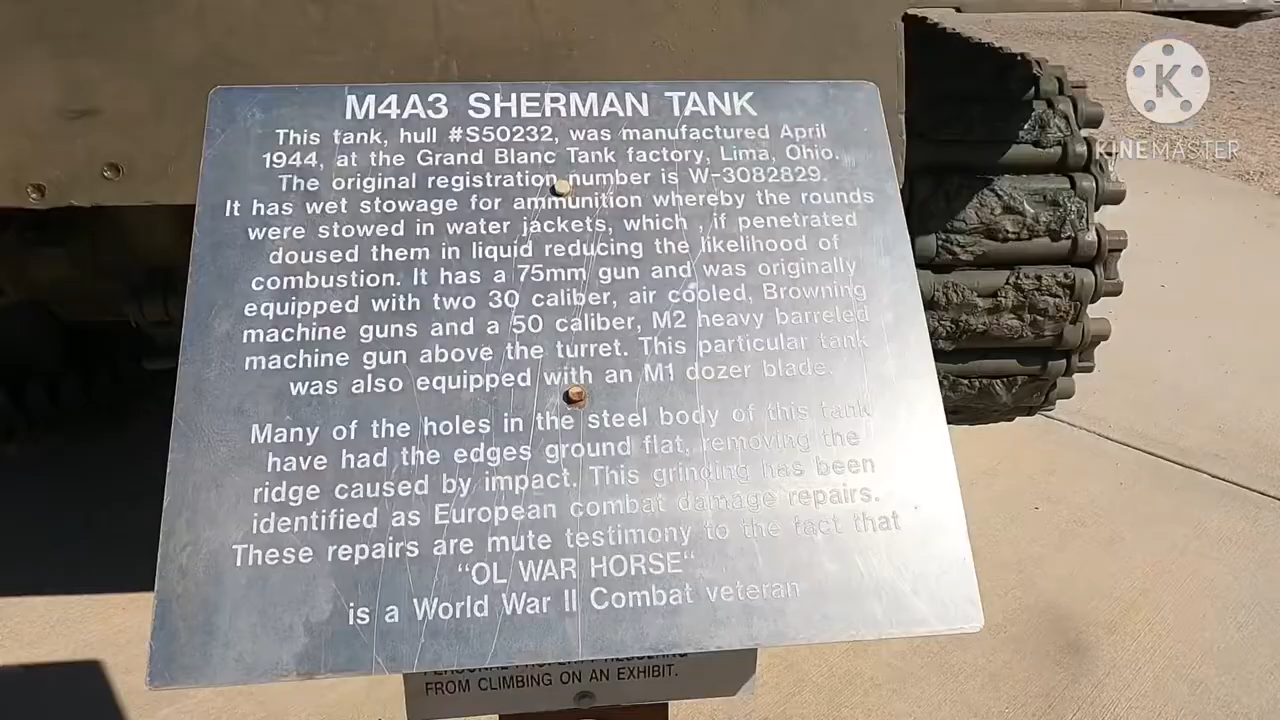 M4A3 SHERMAN TANK
This tank, hull #S50232, was manufactured April
1944, at the Grand Blanc Tank factory, Lima, Ohio.
The original registration number is W-3082829.
It has wet stowage for ammunition whereby the rounds
were stowed in water jackets, which , if penetrated
doused them in liquid reducing the likelihood of
combustion. It has a 75mm gun and was originally
equipped with two 30 caliber, air cooled, Browning
machine guns and a 50 caliber, M2 heavy barreled
machine gun above the turret. This particular tank
was also equipped with an M1 dozer blade.
Many of the holes in the steel body of this tank
have had the edges ground flat, removing the
ridge caused by impact. This grinding has been
identified as European combat damage repairs.
These repairs are mute testimony to the fact that
“OL WAR HORSE“
is a World War II Combat veteran
FROM CLIMBING ON AN EXHIBIT.
K
KINEMASTER